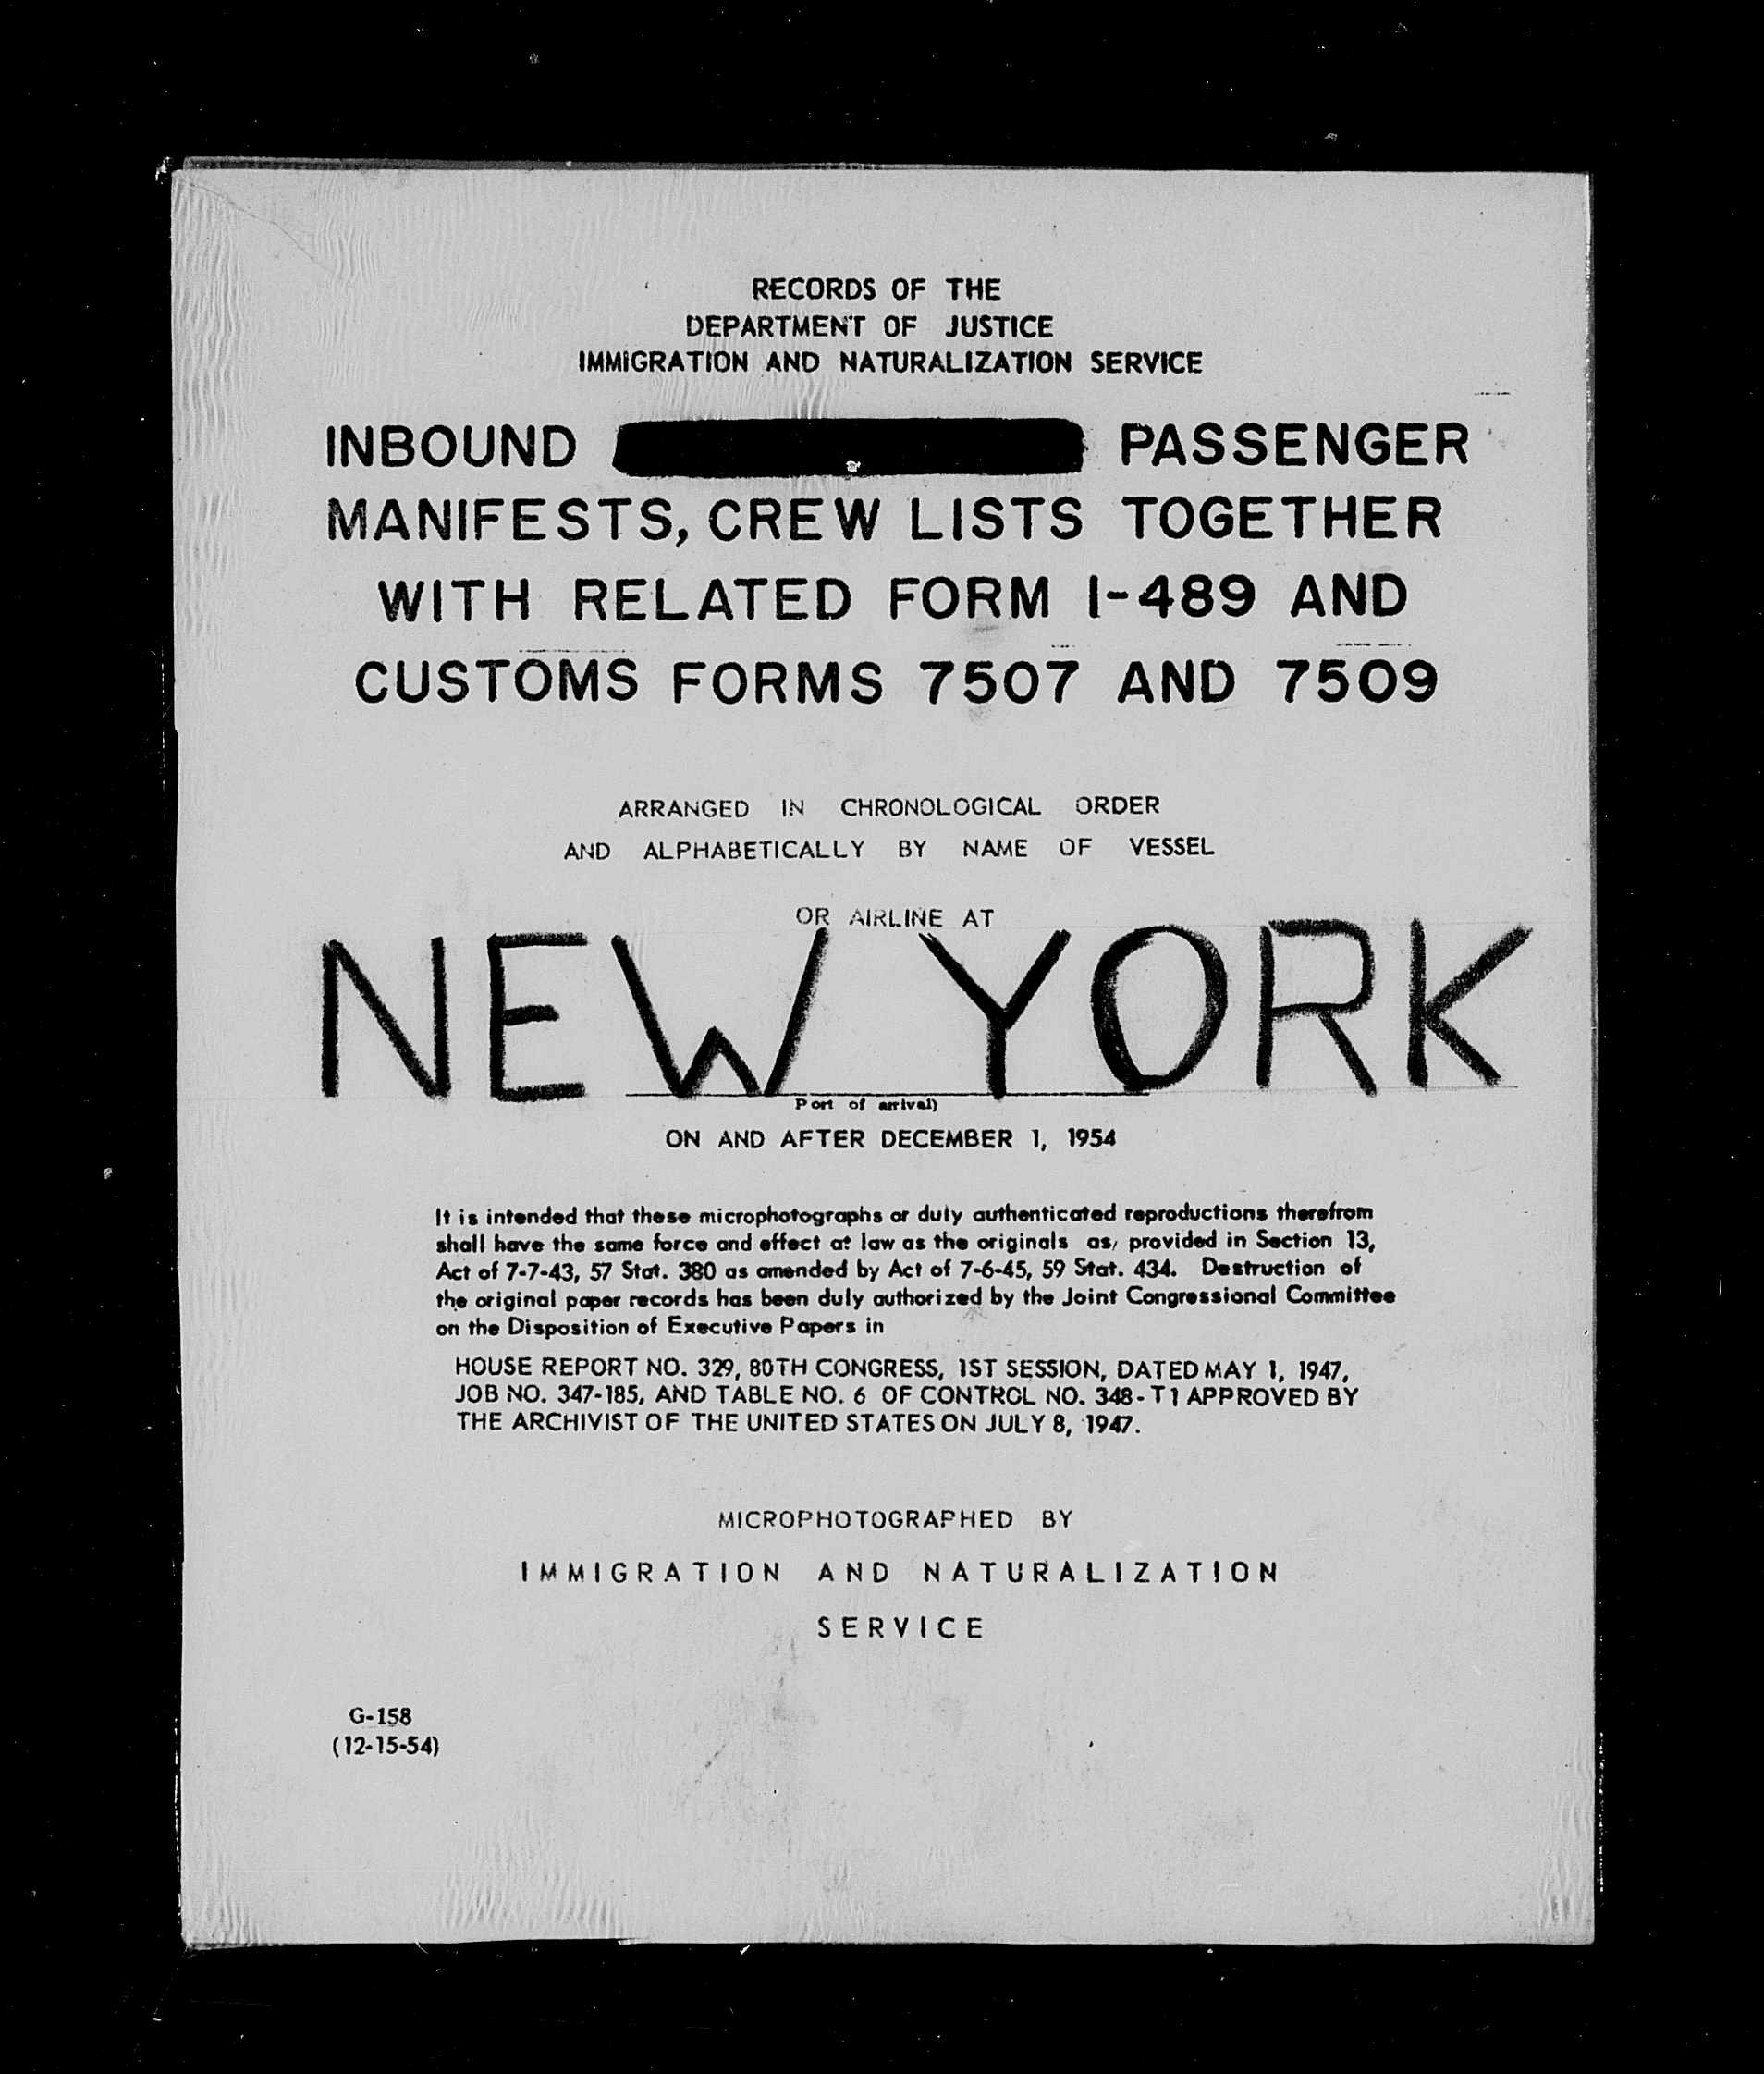 RECORDS OF THE
DEPARTMENT OF JUSTICE
IMMIGRATION AND NATURALIZATION SERVICE
INBOUND PASSENGER
MANIFESTS, CREW LISTS TOGETHER
WITH RELATED FORM I-489 AND
CUSTOMS FORMS 7507 AND 7509
ARRANGED IN CHRONOLOGICAL ORDER
AND ALPHABETICALLY BY NAME OF VESSEL
OR AIRLINE AT
NEW YORK
Port of arrival)
ON AND AFTER DECEMBER 1, 1954
It is intended that these microphotographs or duly authenticated reproductions therefrom
shall have the same force and effect at law as the originals as, provided in Section 13,
Act of 7-7-43, 57 Stat. 380 as amended by Act of 7-6-45, 59 Stat. 434. Destruction of
the original paper records has been duly authorized by the Joint Congressional Committee
on the Disposition of Executive Papers in
HOUSE REPORT NO. 329, 80TH CONGRESS, 1ST SESSION, DATED MAY 1, 1947,
JOB NO. 347-185, AND TABLE NO. 6 OF CONTROL NO. 348-T1 APPROVED BY
THE ARCHIVIST OF THE UNITED STATES ON JULY 8, 1947.
MICROPHOTOGRAPHED BY
IMMIGRATION AND NATURALIZATION
SERVICE
G-158
(12-15-54)